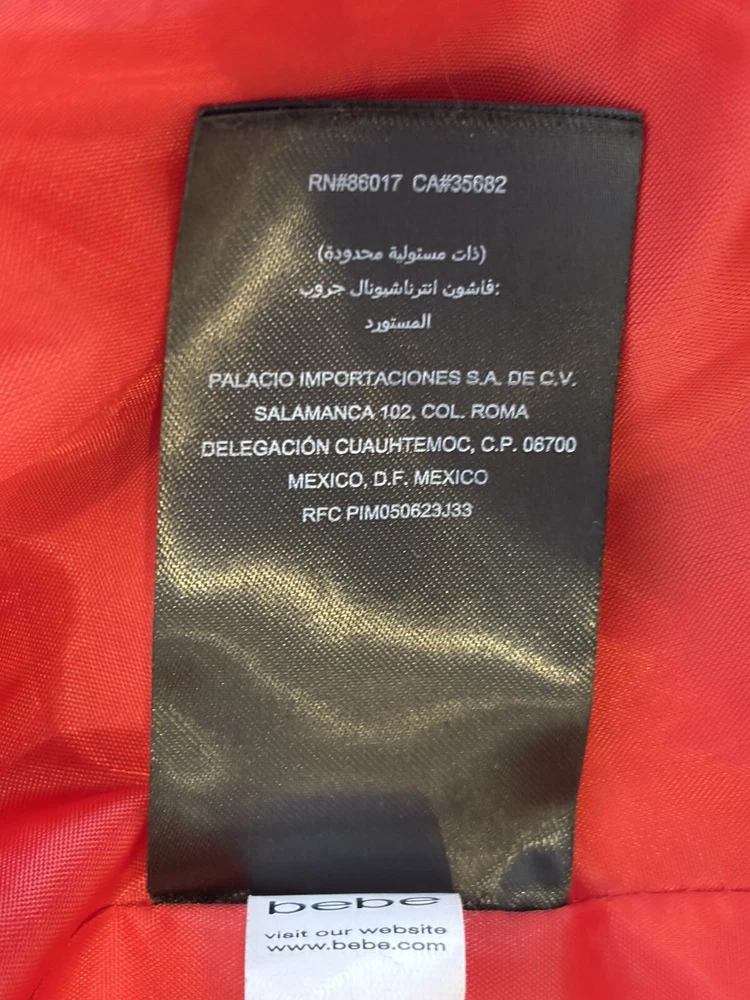 RN#86017 CA#35682
(ذات مسئولية محدودة)
فاشون انترناشيونال جروب:
المستورد
PALACIO IMPORTACIONES S.A. DE C.V.
SALAMANCA 102, COL. ROMA
DELEGACIÓN CUAUHTEMOC, C.P. 06700
MEXICO, D.F. MEXICO
RFC PIM050623J33
bebe
visit our website
www.bebe.com